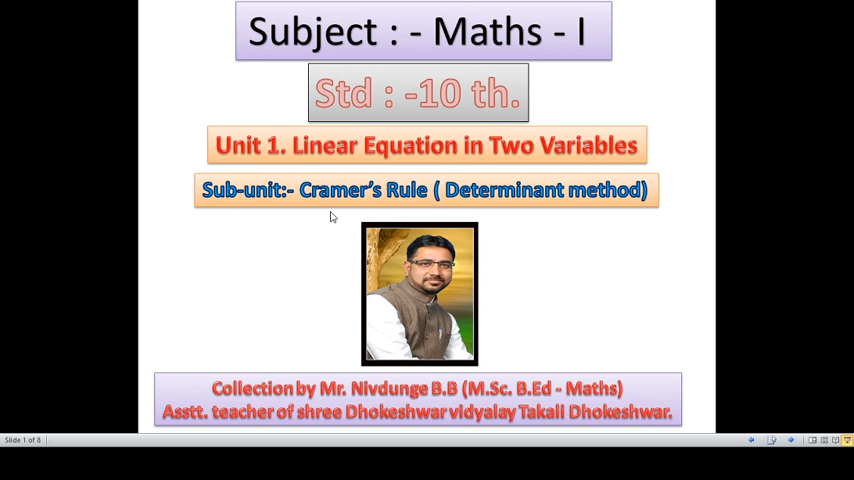 Subject : - Maths - I
Std : -10 th.
Unit 1. Linear Equation in Two Variables
Sub-unit:- Cramer's Rule ( Determinant method)
Collection by Mr. Nivdunge B.B (M.Sc. B.Ed - Maths)
Asstt. teacher of shree Dhokeshwar vidyalay Takali Dhokeshwar.
Slide 1 of 8